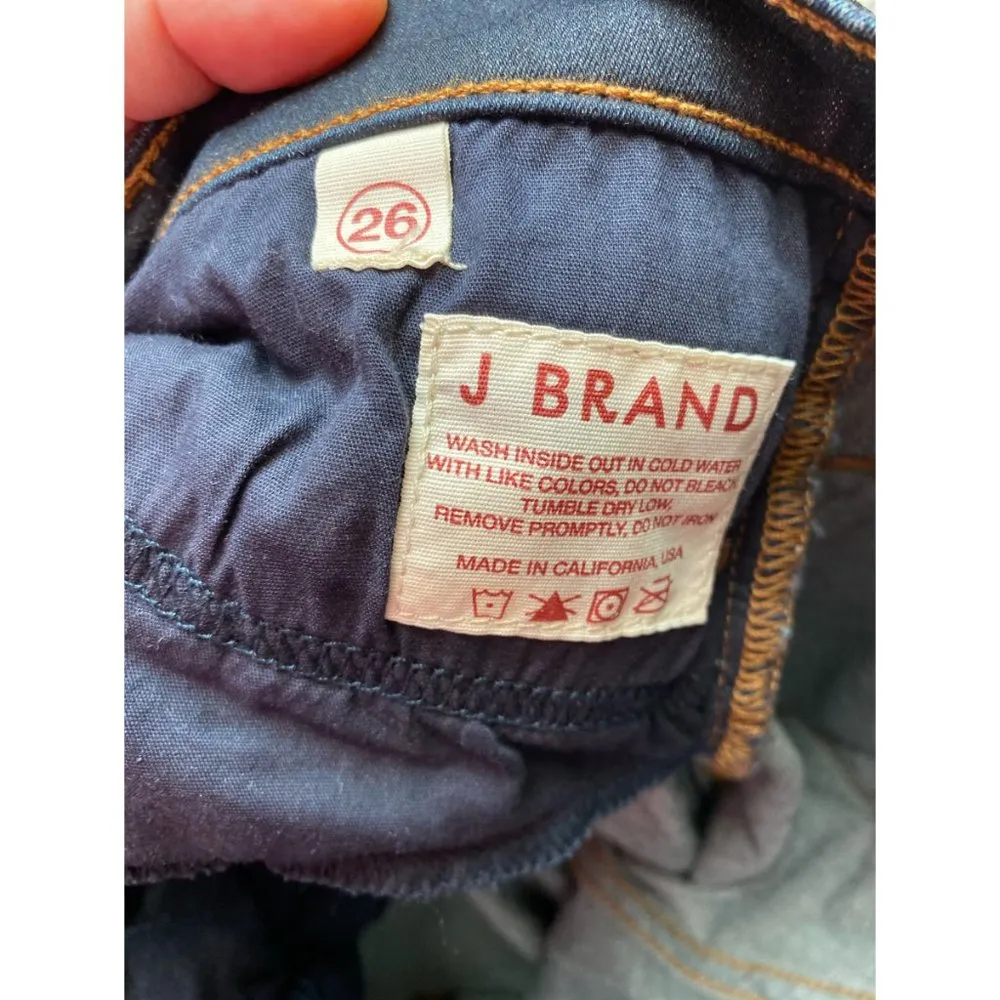 26
J BRAND
WASH INSIDE OUT IN COLD WATER
WITH LIKE COLORS, DO NOT BLEACH
TUMBLE DRY LOW,
REMOVE PROMPTLY, DO NOT IRON
MADE IN CALIFORNIA, USA